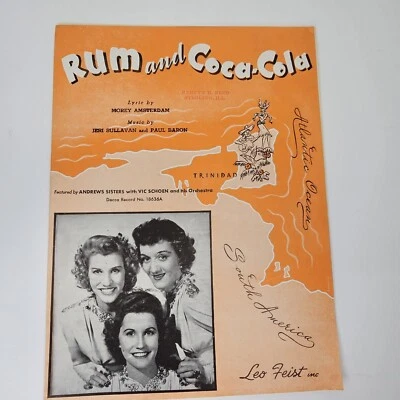 Rum and Coca-Cola
Lyric by
MOREY AMSTERDAM
Music by
JERI SULLAVAN and PAUL BARON
Atlantic Ocean
TRINIDAD
Featured by ANDREWS SISTERS with VIC SCHOEN and his Orchestra
Decca Record No. 18636A
South America
Leo Feist inc